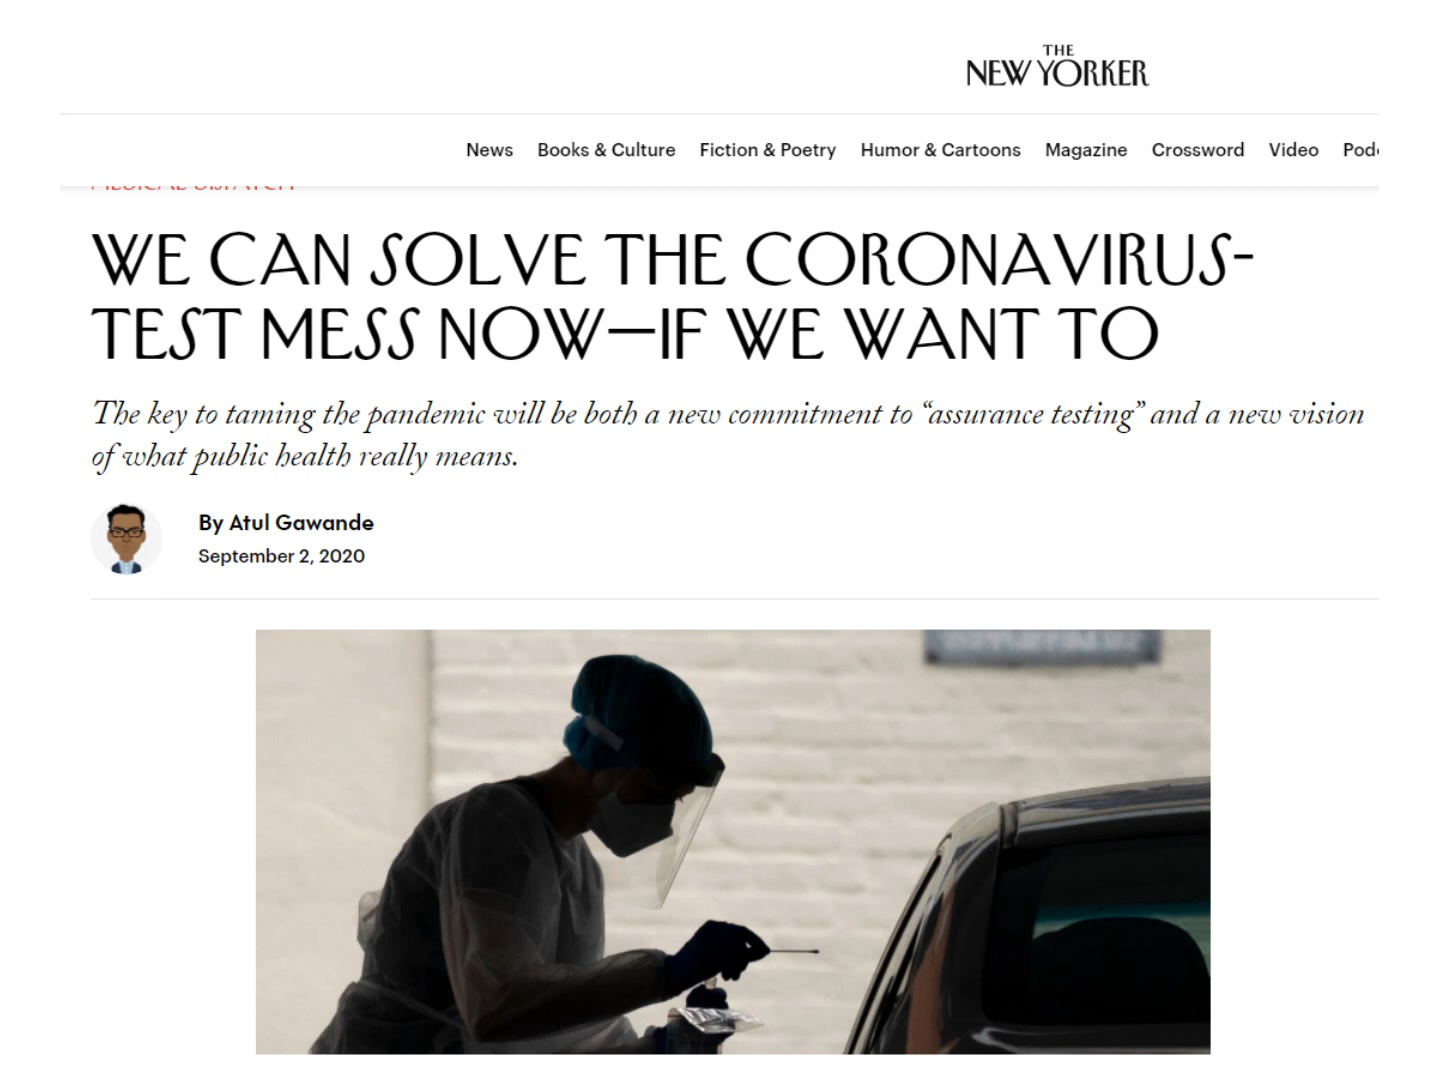 THE
NEW YORKER
News Books & Culture Fiction & Poetry Humor & Cartoons Magazine Crossword Video
WE CAN SOLVE THE CORONAVIRUS-
TEST MESS NOW—IF WE WANT TO
The key to taming the pandemic will be both a new commitment to “assurance testing” and a new vision
of what public health really means.
By Atul Gawande
September 2, 2020